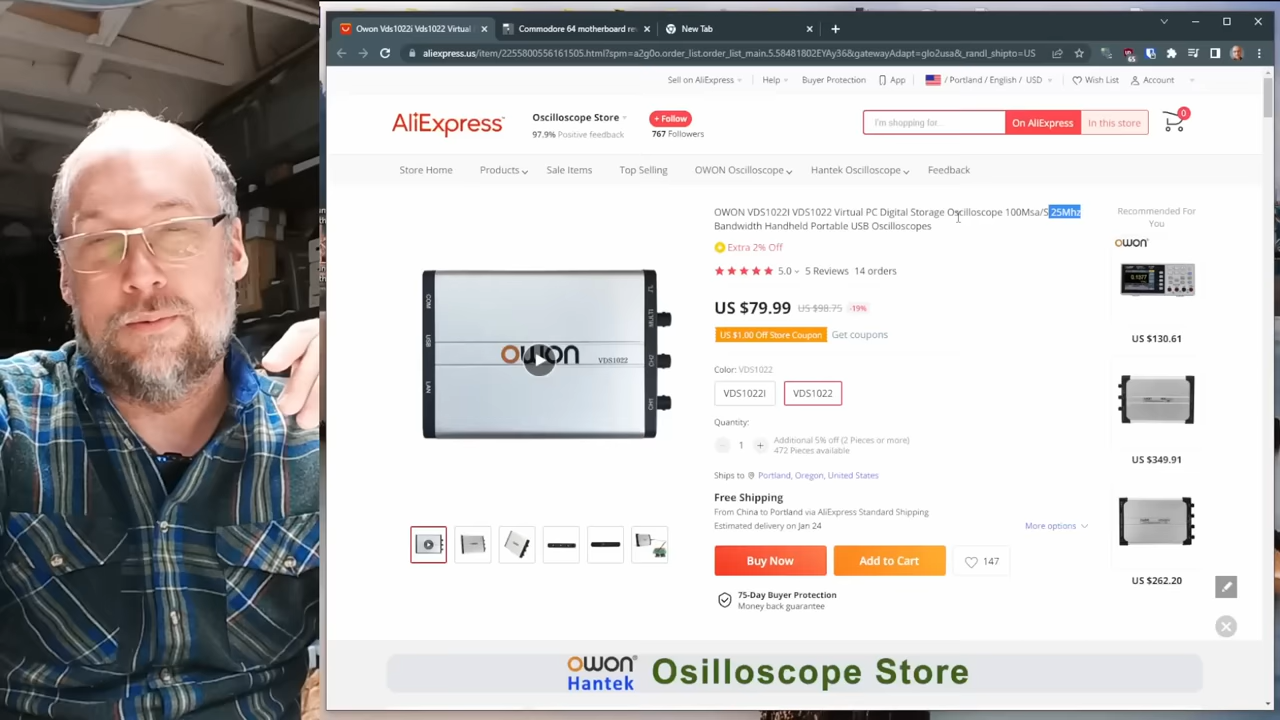 Owon Vds1022i Vds1022 Virtual
Commodore 64 motherboard re
New Tab
aliexpress.us/item/2255800556161505.html?spm=a2g0o.order_list.order_list_main.5.58481802EYAy36&gatewayAdapt=glo2usa&_randl_shipto=US
65
Sell on AliExpress
Help
Buyer Protection
App
/ Portland / English / USD
Wish List
Account
AliExpress
Oscilloscope Store
97.9% Positive feedback
+ Follow
767 Followers
I'm shopping for...
On AliExpress
In this store
0
Store Home
Products
Sale Items
Top Selling
OWON Oscilloscope
Hantek Oscilloscope
Feedback
OWON VDS1022I VDS1022 Virtual PC Digital Storage Oscilloscope 100Msa/S 25Mhz
Bandwidth Handheld Portable USB Oscilloscopes
Extra 2% Off
5.0 5 Reviews 14 orders
US $79.99 US $98.75 -19%
US $1.00 Off Store Coupon Get coupons
Color: VDS1022
VDS1022I
VDS1022
Quantity:
1
Additional 5% off (2 Pieces or more)
472 Pieces available
Ships to Portland, Oregon, United States
Free Shipping
From China to Portland via AliExpress Standard Shipping
Estimated delivery on Jan 24
More options
Buy Now
Add to Cart
147
75-Day Buyer Protection
Money back guarantee
COM
USB
LAN
owon
VDS1022
MULTI
CH2
CH1
Recommended For
You
owon
US $130.61
US $349.91
US $262.20
owon
Hantek
Osilloscope Store